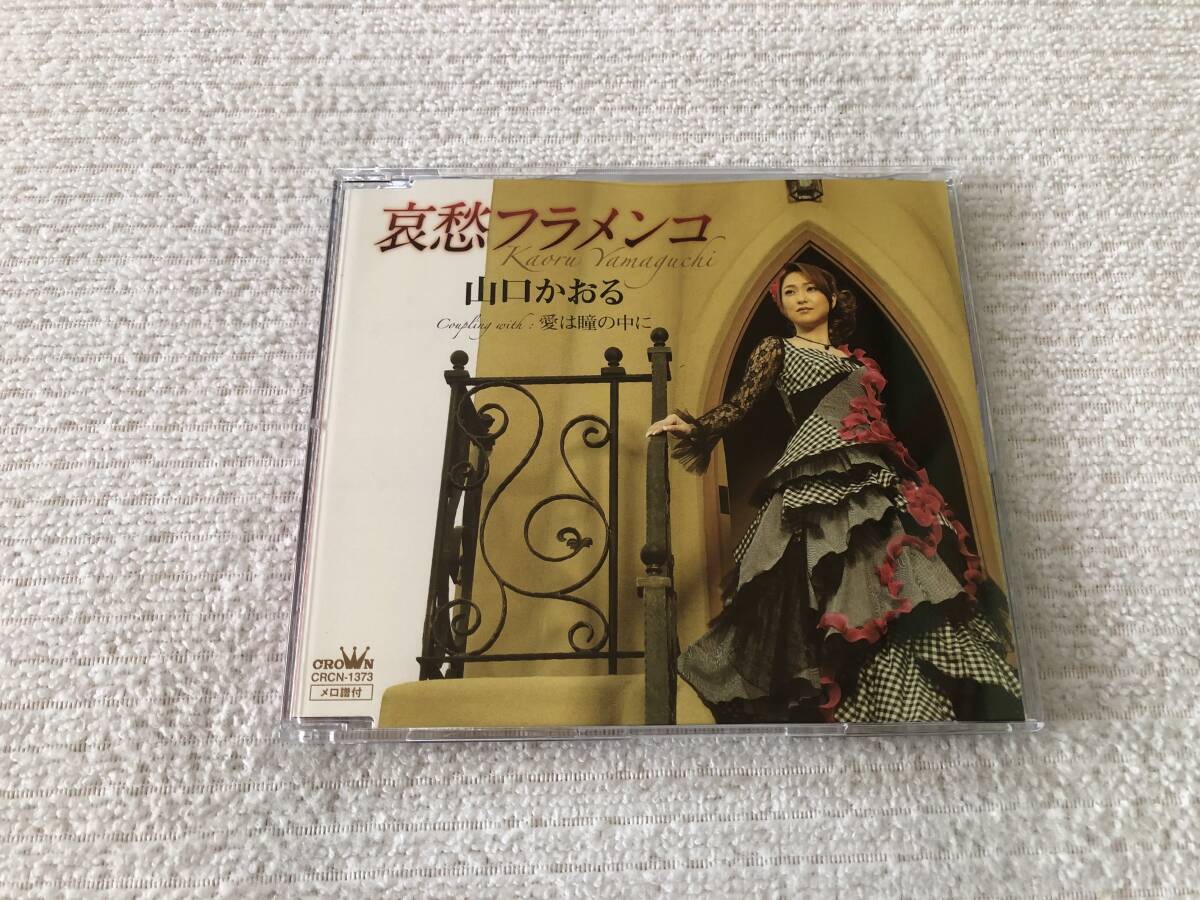 哀愁フラメンコ
Kaoru Yamaguchi
山口かおる
Coupling with : 愛は瞳の中に
CROWN
CRCN-1373
メロ譜付